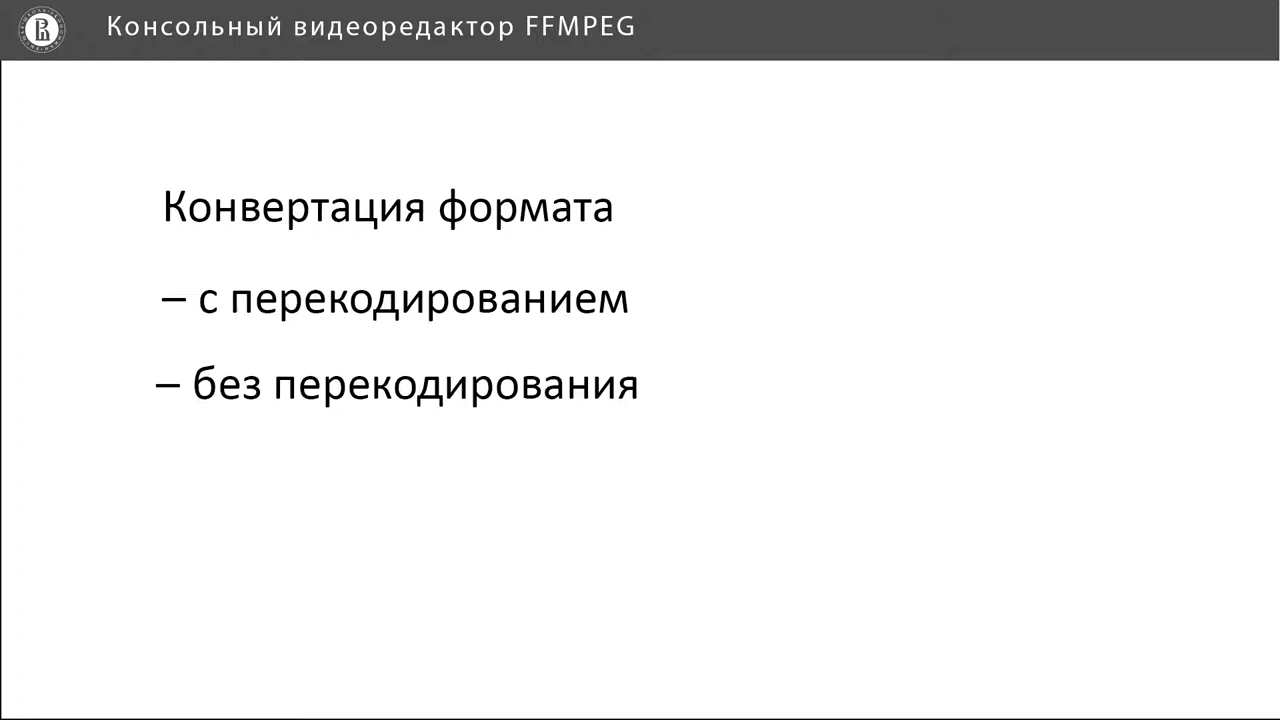 Консольный видеоредактор FFMPEG
Конвертация формата
– с перекодированием
– без перекодирования